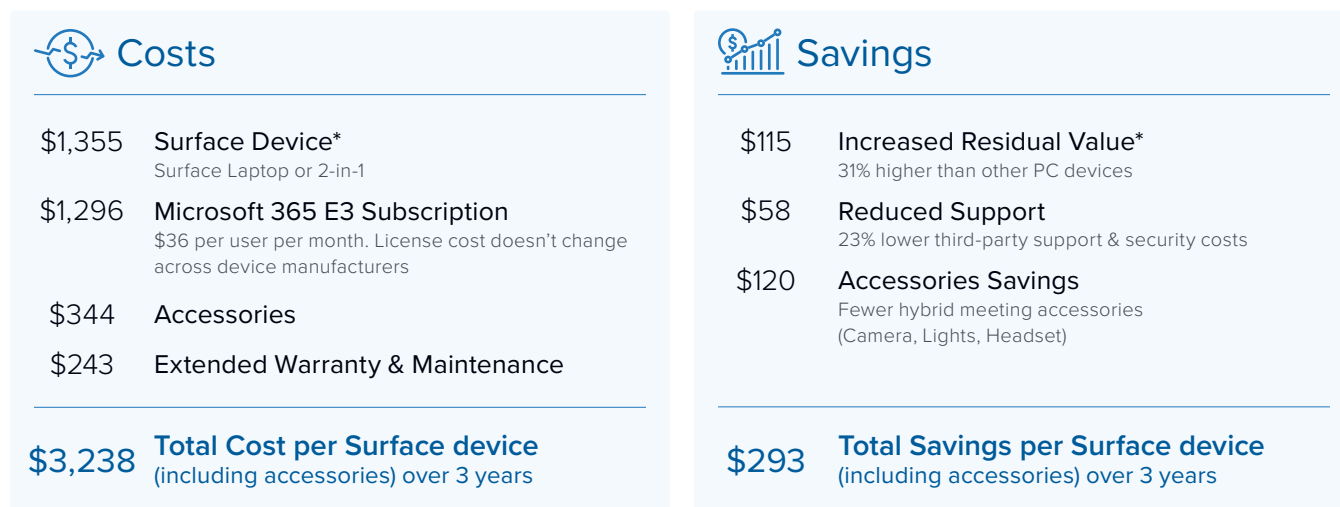 Costs
$1,355 Surface Device*
Surface Laptop or 2-in-1
$1,296 Microsoft 365 E3 Subscription
$36 per user per month. License cost doesn’t change
across device manufacturers
$344 Accessories
$243 Extended Warranty & Maintenance
$3,238 Total Cost per Surface device
(including accessories) over 3 years
Savings
$115 Increased Residual Value*
31% higher than other PC devices
$58 Reduced Support
23% lower third-party support & security costs
$120 Accessories Savings
Fewer hybrid meeting accessories
(Camera, Lights, Headset)
$293 Total Savings per Surface device
(including accessories) over 3 years